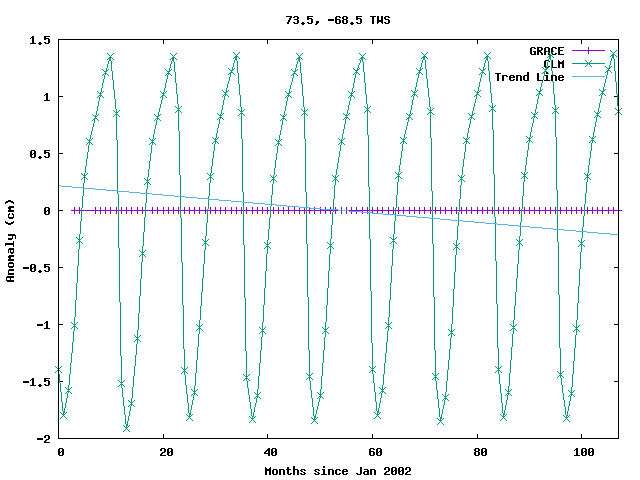 73.5, -68.5 TWS
GRACE
CLM
Trend Line
1.5
1
0.5
0
-0.5
-1
-1.5
-2
Anomaly (cm)
0 20 40 60 80 100
Months since Jan 2002